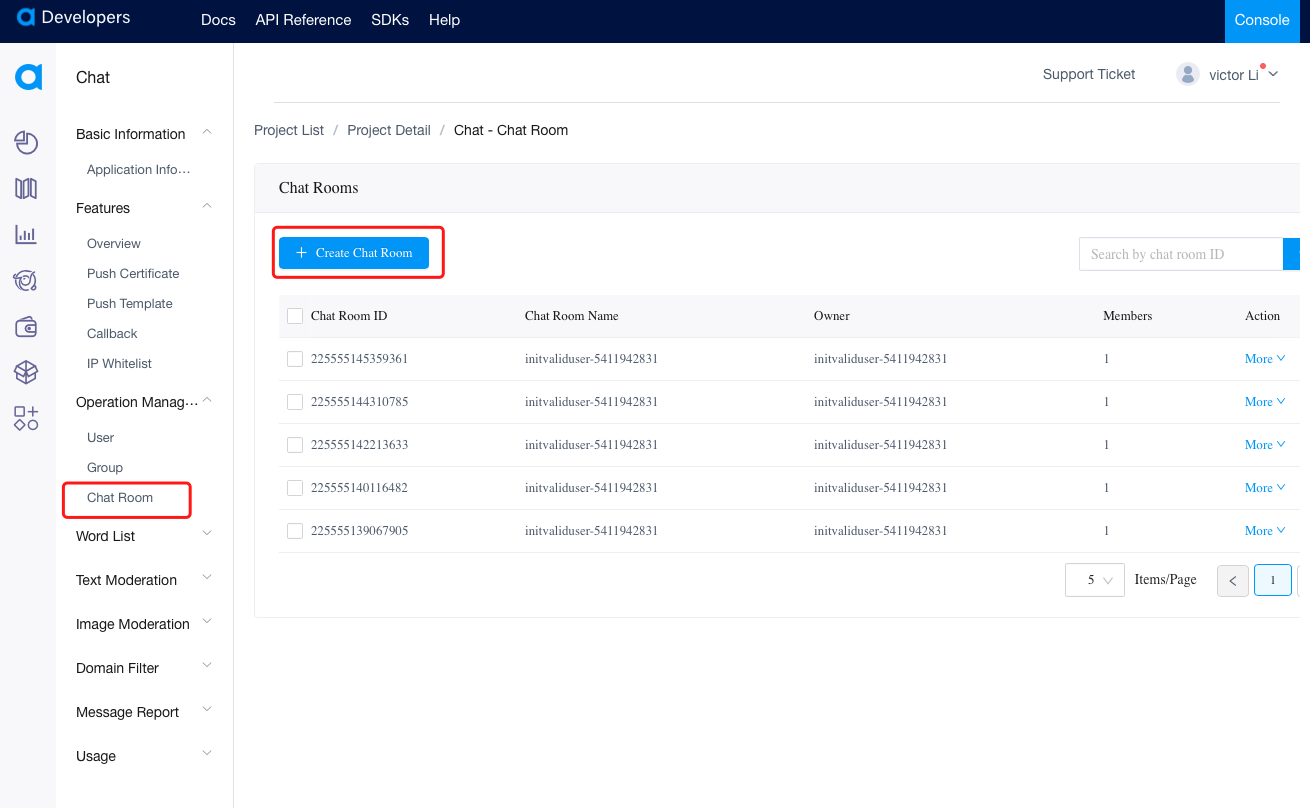 Developers
Docs API Reference SDKs Help
Console
Chat
Support Ticket
victor Li
Basic Information
Application Info...
Features
Overview
Push Certificate
Push Template
Callback
IP Whitelist
Operation Manag...
User
Group
Chat Room
Word List
Text Moderation
Image Moderation
Domain Filter
Message Report
Usage
Project List / Project Detail / Chat - Chat Room
Chat Rooms
+ Create Chat Room
Search by chat room ID
Chat Room ID Chat Room Name Owner Members Action
225555145359361 initvaliduser-5411942831 initvaliduser-5411942831 1 More
225555144310785 initvaliduser-5411942831 initvaliduser-5411942831 1 More
225555142213633 initvaliduser-5411942831 initvaliduser-5411942831 1 More
225555140116482 initvaliduser-5411942831 initvaliduser-5411942831 1 More
225555139067905 initvaliduser-5411942831 initvaliduser-5411942831 1 More
5 Items/Page < 1